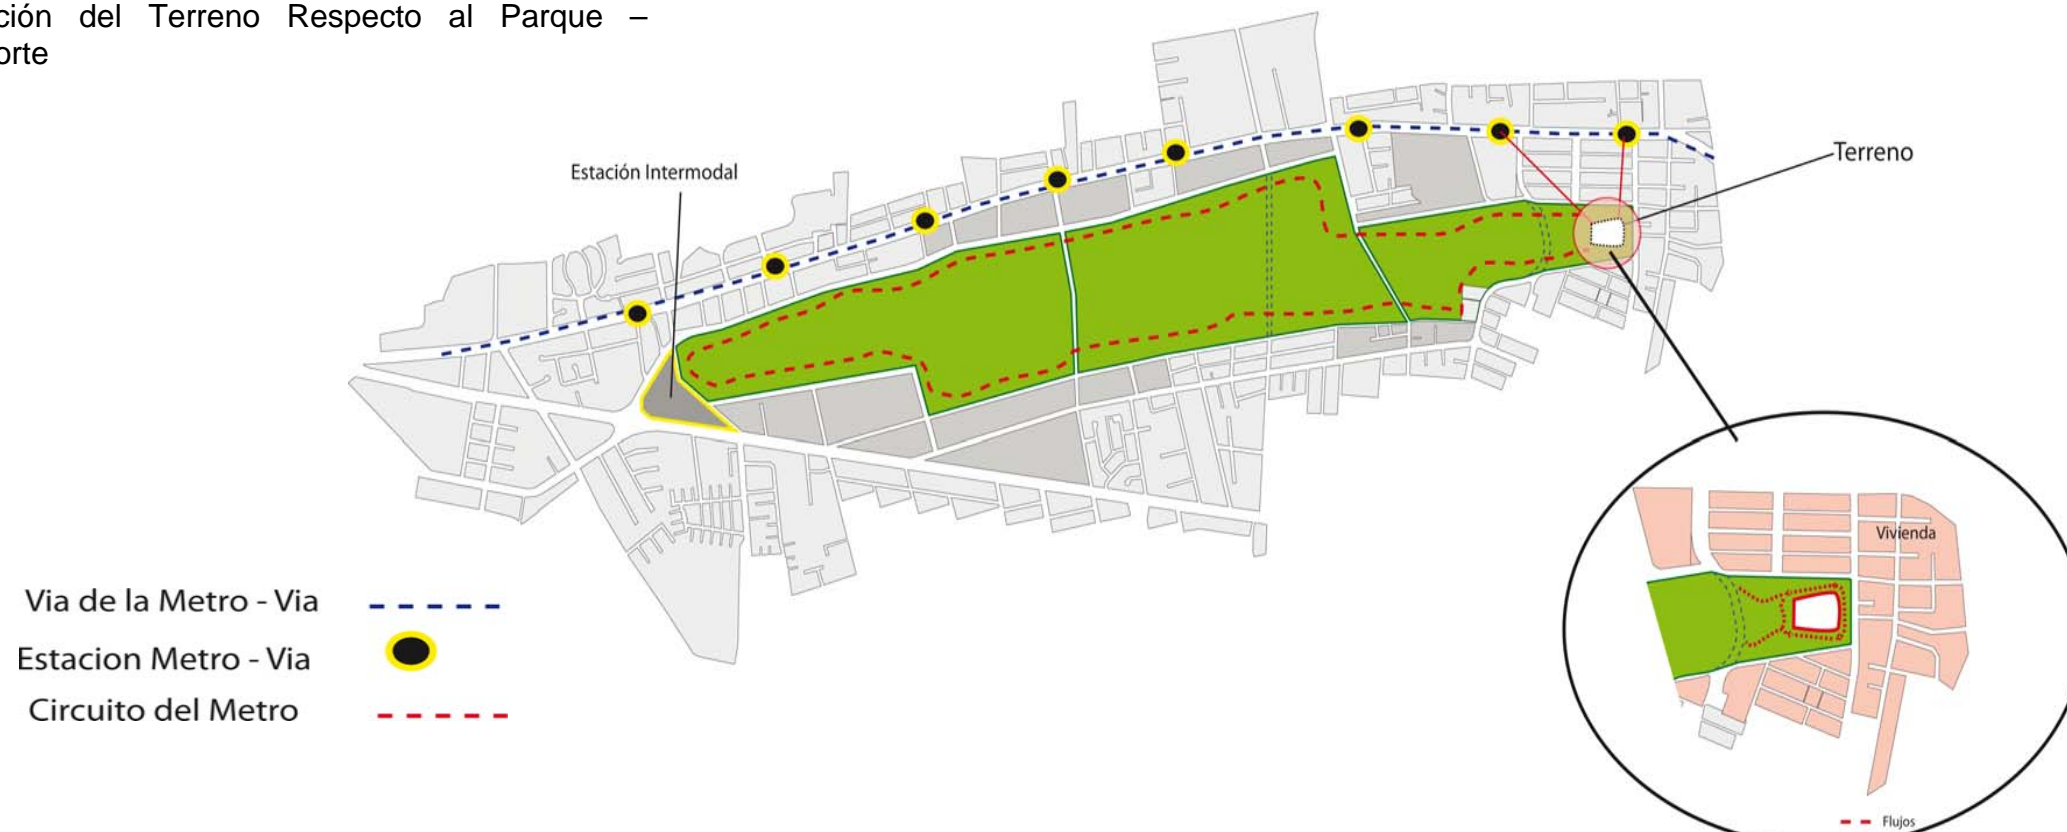 ción del Terreno Respecto al Parque –
orte
Estación Intermodal
Terreno
Vivienda
Via de la Metro - Via
Estacion Metro - Via
Circuito del Metro
Flujos